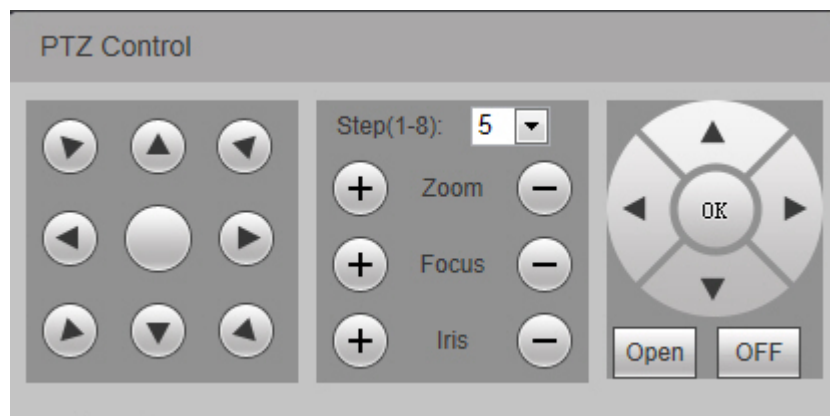 PTZ Control
Step(1-8): 5
Zoom
Focus
Iris
OK
Open OFF